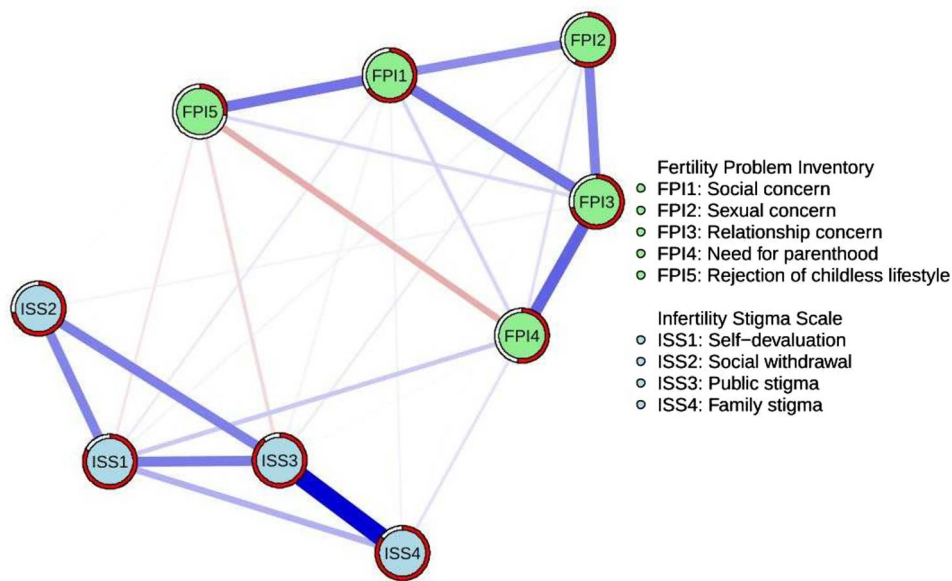 FPI2
FPI1
FPI5
FPI3
FPI4
ISS2
ISS1
ISS3
ISS4
Fertility Problem Inventory
FPI1: Social concern
FPI2: Sexual concern
FPI3: Relationship concern
FPI4: Need for parenthood
FPI5: Rejection of childless lifestyle
Infertility Stigma Scale
ISS1: Self−devaluation
ISS2: Social withdrawal
ISS3: Public stigma
ISS4: Family stigma